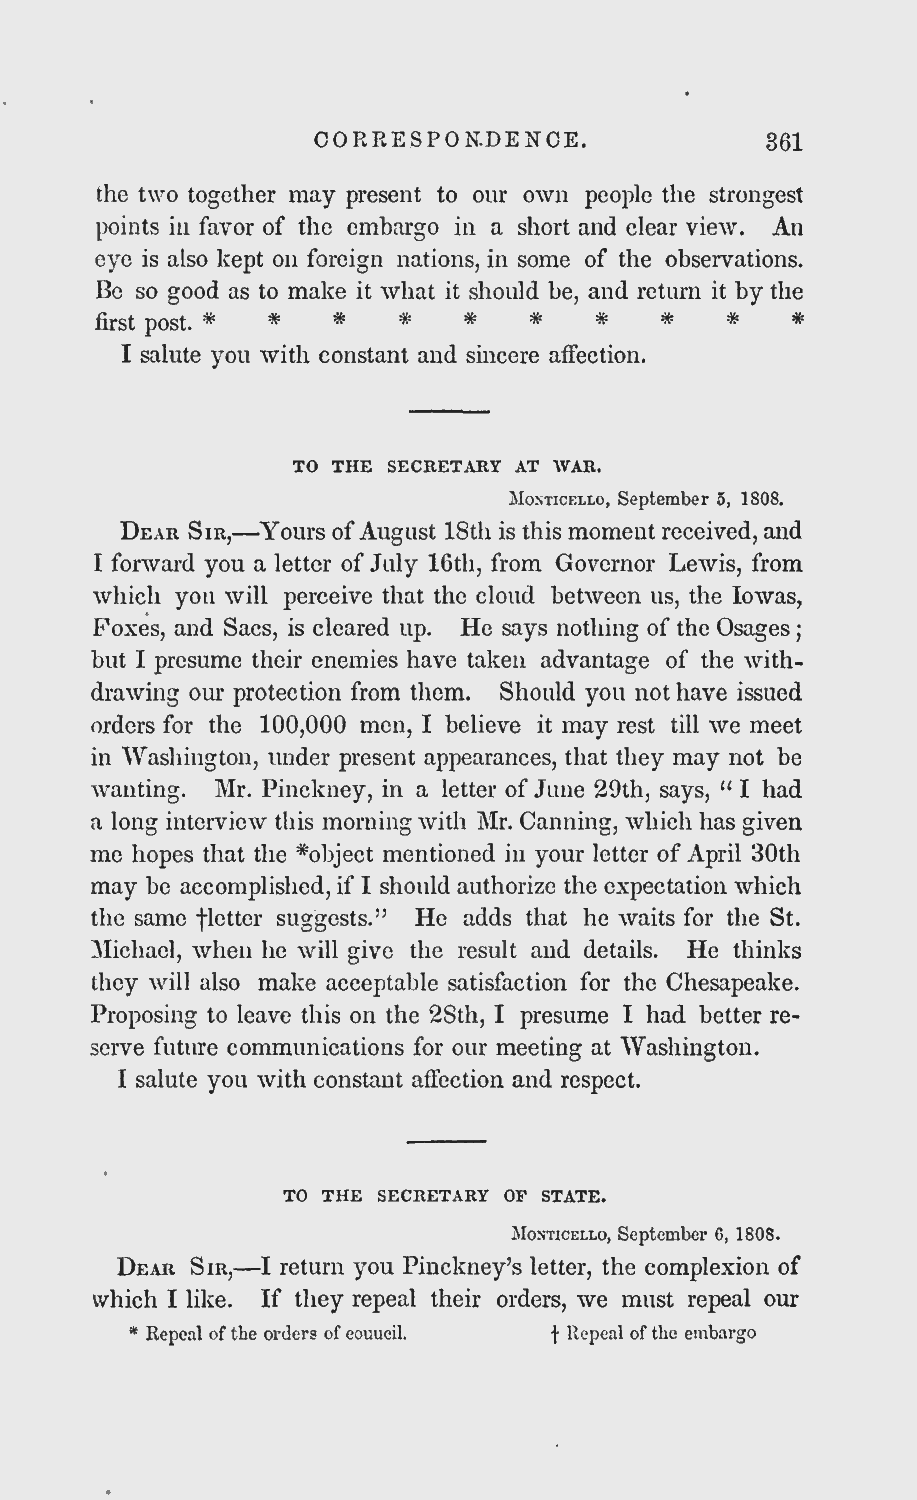 CORRESPONDENCE. 361
the two together may present to our own people the strongest
points in favor of the embargo in a short and clear view. An
eye is also kept on foreign nations, in some of the observations.
Be so good as to make it what it should be, and return it by the
first post. * * * * * * * * * *
I salute you with constant and sincere affection.
TO THE SECRETARY AT WAR.
MONTICELLO, September 5, 1808.
DEAR SIR,—Yours of August 18th is this moment received, and
I forward you a letter of July 16th, from Governor Lewis, from
which you will perceive that the cloud between us, the Iowas,
Foxes, and Sacs, is cleared up. He says nothing of the Osages;
but I presume their enemies have taken advantage of the with-
drawing our protection from them. Should you not have issued
orders for the 100,000 men, I believe it may rest till we meet
in Washington, under present appearances, that they may not be
wanting. Mr. Pinckney, in a letter of June 29th, says, "I had
a long interview this morning with Mr. Canning, which has given
me hopes that the *object mentioned in your letter of April 30th
may be accomplished, if I should authorize the expectation which
the same †letter suggests." He adds that he waits for the St.
Michael, when he will give the result and details. He thinks
they will also make acceptable satisfaction for the Chesapeake.
Proposing to leave this on the 28th, I presume I had better re-
serve future communications for our meeting at Washington.
I salute you with constant affection and respect.
TO THE SECRETARY OF STATE.
MONTICELLO, September 6, 1808.
DEAR SIR,—I return you Pinckney's letter, the complexion of
which I like. If they repeal their orders, we must repeal our
* Repeal of the orders of council. † Repeal of the embargo